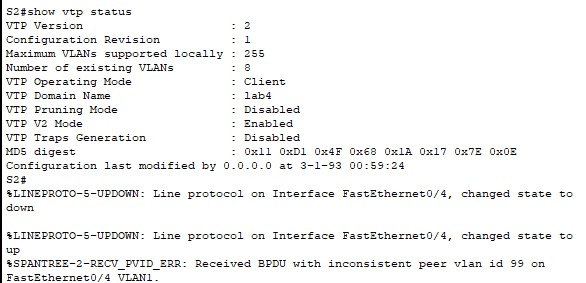 S2#show vtp status
VTP Version                     : 2
Configuration Revision          : 1
Maximum VLANs supported locally : 255
Number of existing VLANs        : 8
VTP Operating Mode              : Client
VTP Domain Name                 : lab4
VTP Pruning Mode                : Disabled
VTP V2 Mode                     : Enabled
VTP Traps Generation            : Disabled
MD5 digest                      : 0x11 0xD1 0x4F 0x68 0x1A 0x17 0x7E 0x0E
Configuration last modified by 0.0.0.0 at 3-1-93 00:59:24
S2#
%LINEPROTO-5-UPDOWN: Line protocol on Interface FastEthernet0/4, changed state to
down
%LINEPROTO-5-UPDOWN: Line protocol on Interface FastEthernet0/4, changed state to
up
%SPANTREE-2-RECV_PVID_ERR: Received BPDU with inconsistent peer vlan id 99 on
FastEthernet0/4 VLAN1.